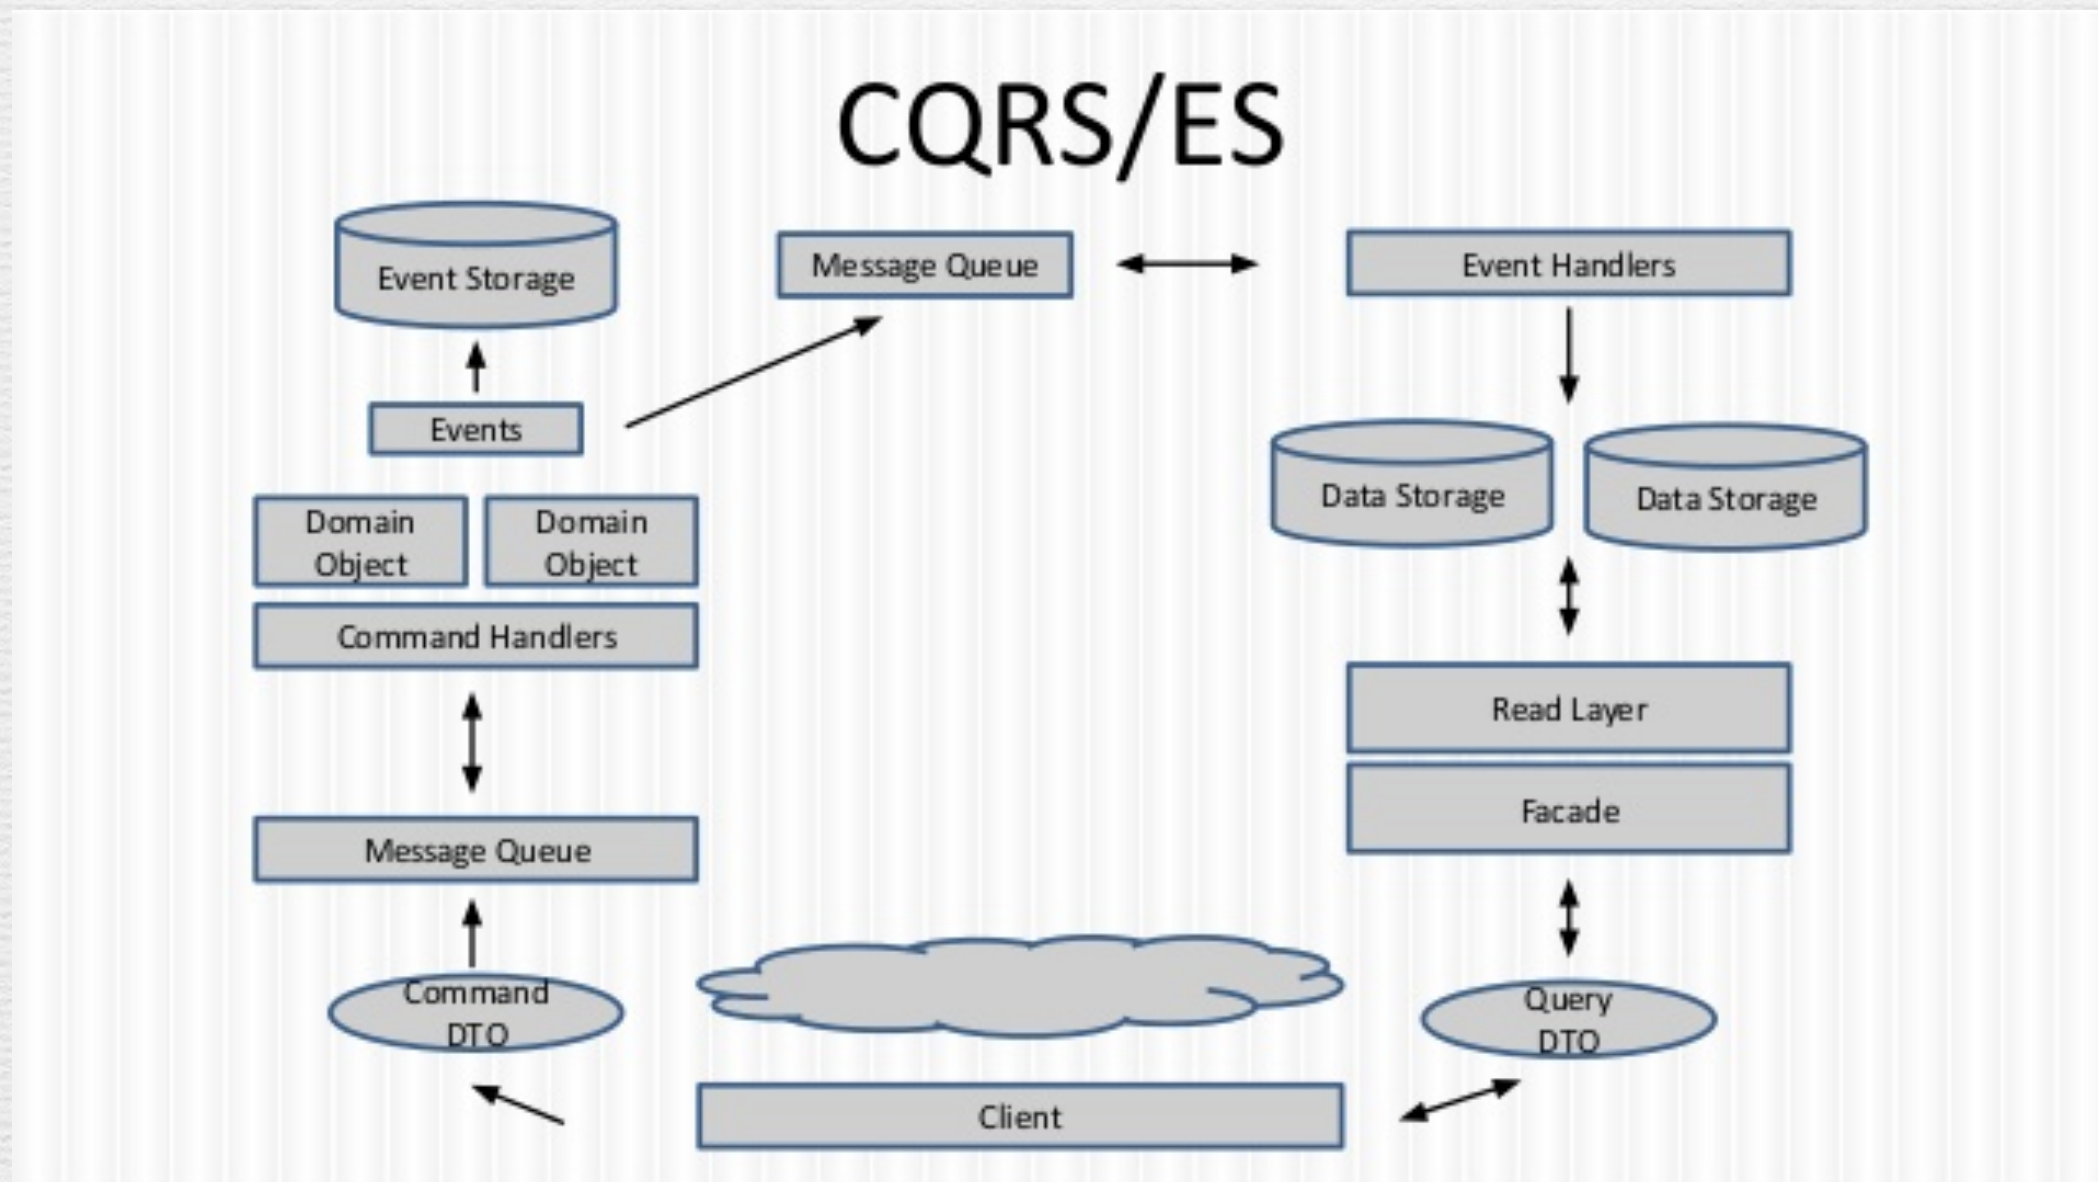 CQRS/ES
Event Storage
Message Queue
Event Handlers
Events
Data Storage
Data Storage
Domain
Object
Domain
Object
Command Handlers
Read Layer
Facade
Message Queue
Command
DTO
Query
DTO
Client